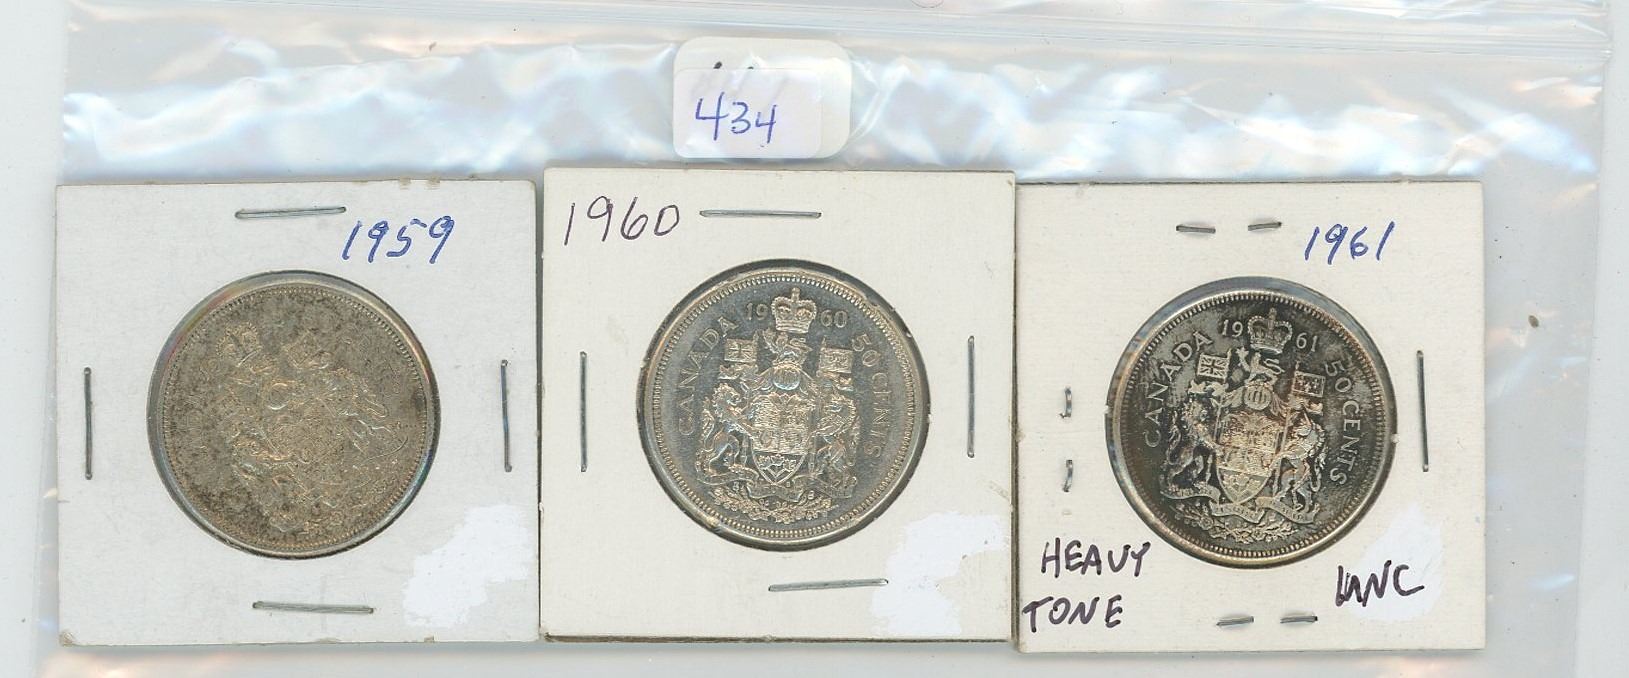 434
1959
1960
1961
19 60
CANADA
50 CENTS
19 61
CANADA
50 CENTS
HEAVY
TONE
UNC